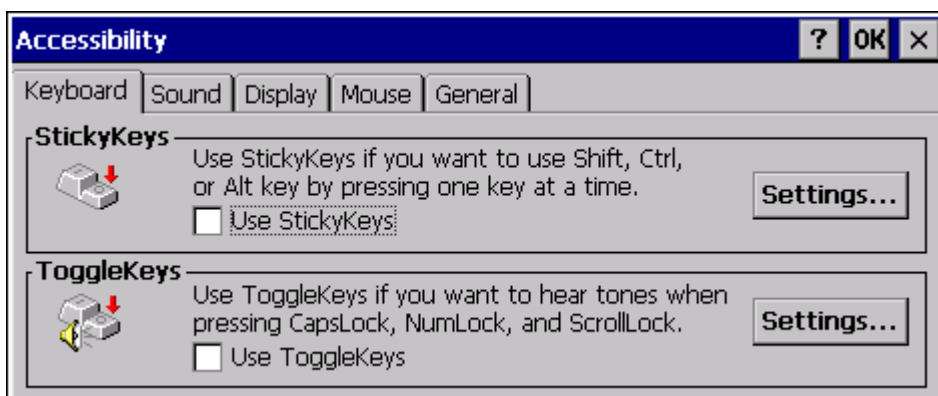 Accessibility ? OK ×
Keyboard Sound Display Mouse General
StickyKeys
Use StickyKeys if you want to use Shift, Ctrl,
or Alt key by pressing one key at a time.
Settings...
Use StickyKeys
ToggleKeys
Use ToggleKeys if you want to hear tones when
pressing CapsLock, NumLock, and ScrollLock.
Settings...
Use ToggleKeys